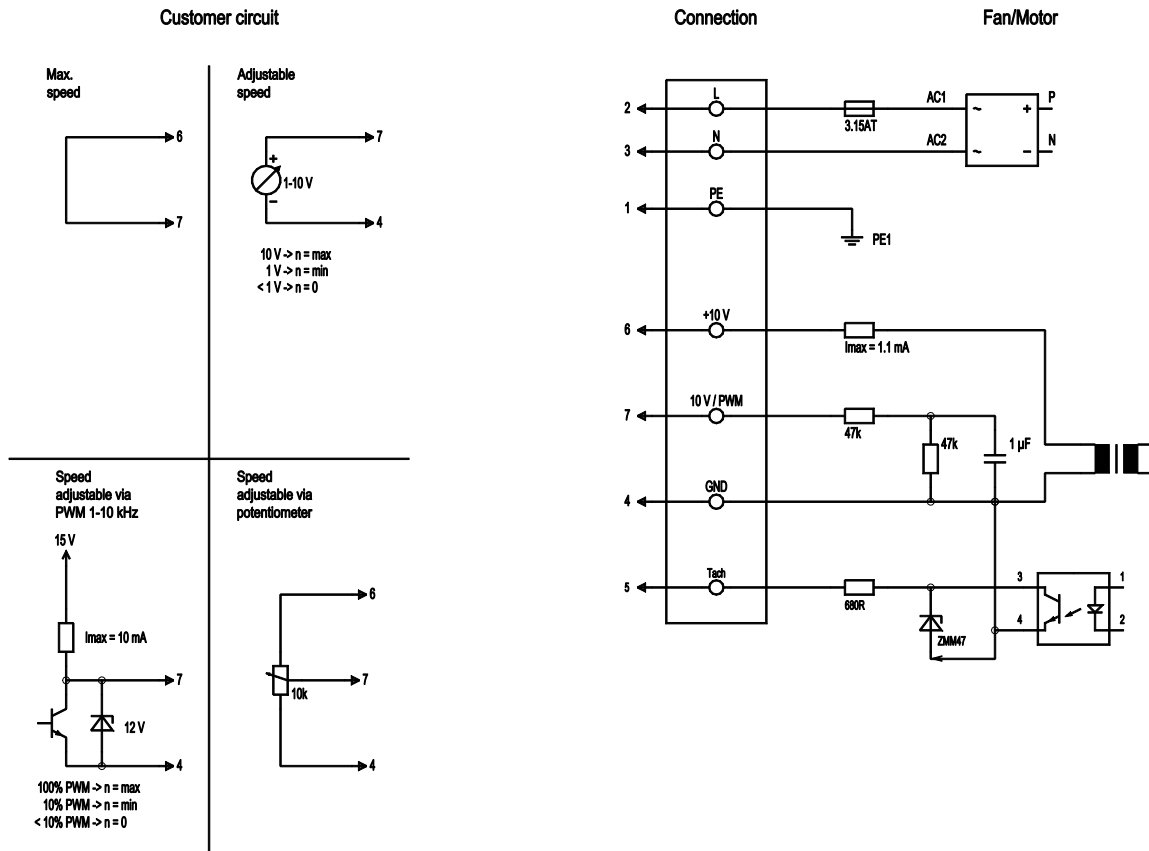 Customer circuit
Connection
Fan/Motor
Max.
speed
6
7
Adjustable
speed
7
+
1-10 V
−
4
10 V -> n = max
1 V -> n = min
< 1 V -> n = 0
Speed
adjustable via
PWM 1-10 kHz
15 V
Imax = 10 mA
7
12 V
4
100% PWM -> n = max
10% PWM -> n = min
< 10% PWM -> n = 0
Speed
adjustable via
potentiometer
6
7
10k
4
2
L
3.15AT
AC1
~
+
P
3
N
AC2
~
−
N
1
PE
PE1
6
+10 V
Imax = 1.1 mA
7
10 V / PWM
47k
47k
1 µF
4
GND
5
Tach
680R
ZMM47
3
4
1
2